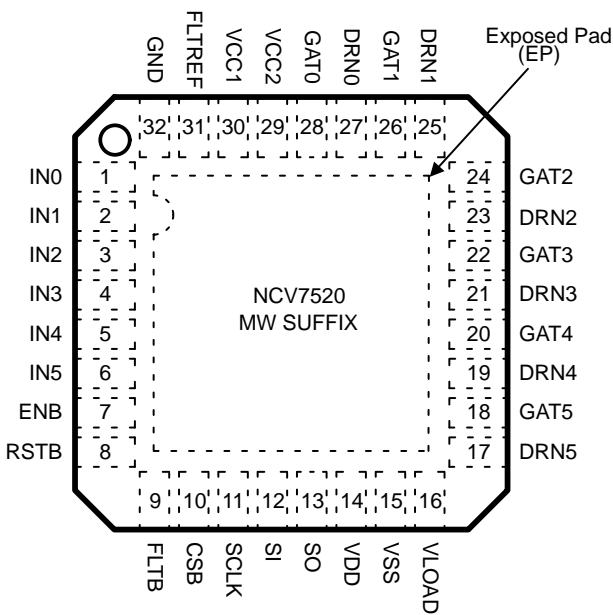 GND
FLTREF
VCC1
VCC2
GAT0
DRN0
GAT1
DRN1
Exposed Pad
(EP)
32 31 30 29 28 27 26 25
IN0 1
IN1 2
IN2 3
IN3 4
IN4 5
IN5 6
ENB 7
RSTB 8
NCV7520
MW SUFFIX
24 GAT2
23 DRN2
22 GAT3
21 DRN3
20 GAT4
19 DRN4
18 GAT5
17 DRN5
9 10 11 12 13 14 15 16
FLTB
CSB
SCLK
SI
SO
VDD
VSS
VLOAD